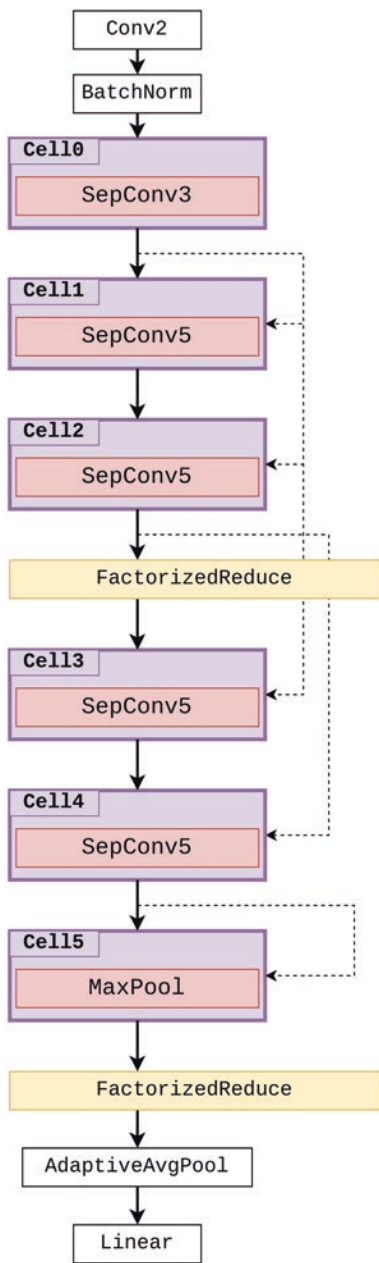 Conv2
BatchNorm
Cell0
SepConv3
Cell1
SepConv5
Cell2
SepConv5
FactorizedReduce
Cell3
SepConv5
Cell4
SepConv5
Cell5
MaxPool
FactorizedReduce
AdaptiveAvgPool
Linear